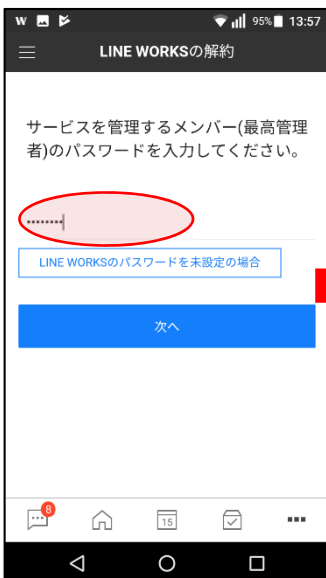 W 95% 13:57
LINE WORKSの解約
サービスを管理するメンバー(最高管理
者)のパスワードを入力してください。
••••••••
LINE WORKSのパスワードを未設定の場合
次へ
8
15